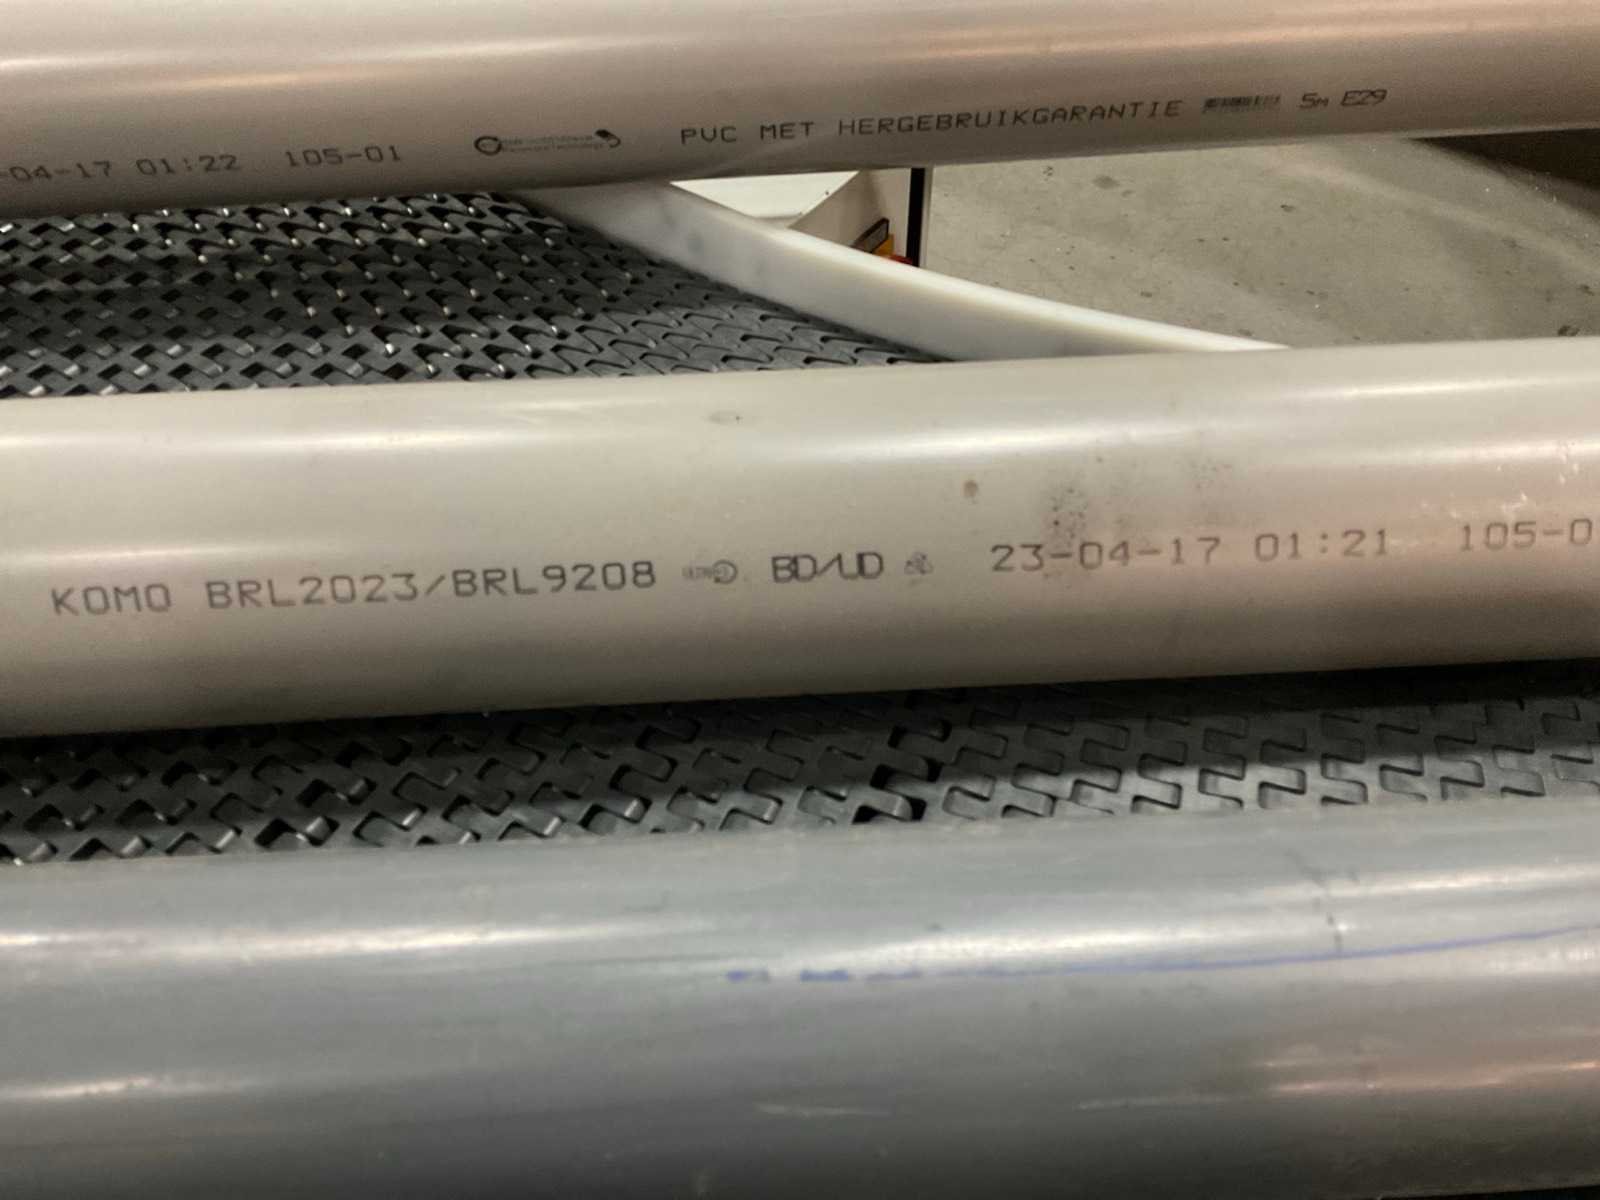 -04-17 01:22 105-01 PVC MET HERGEBRUIKGARANTIE 5m E29
KOMO BRL2023/BRL9208 BD/UD 23-04-17 01:21 105-0